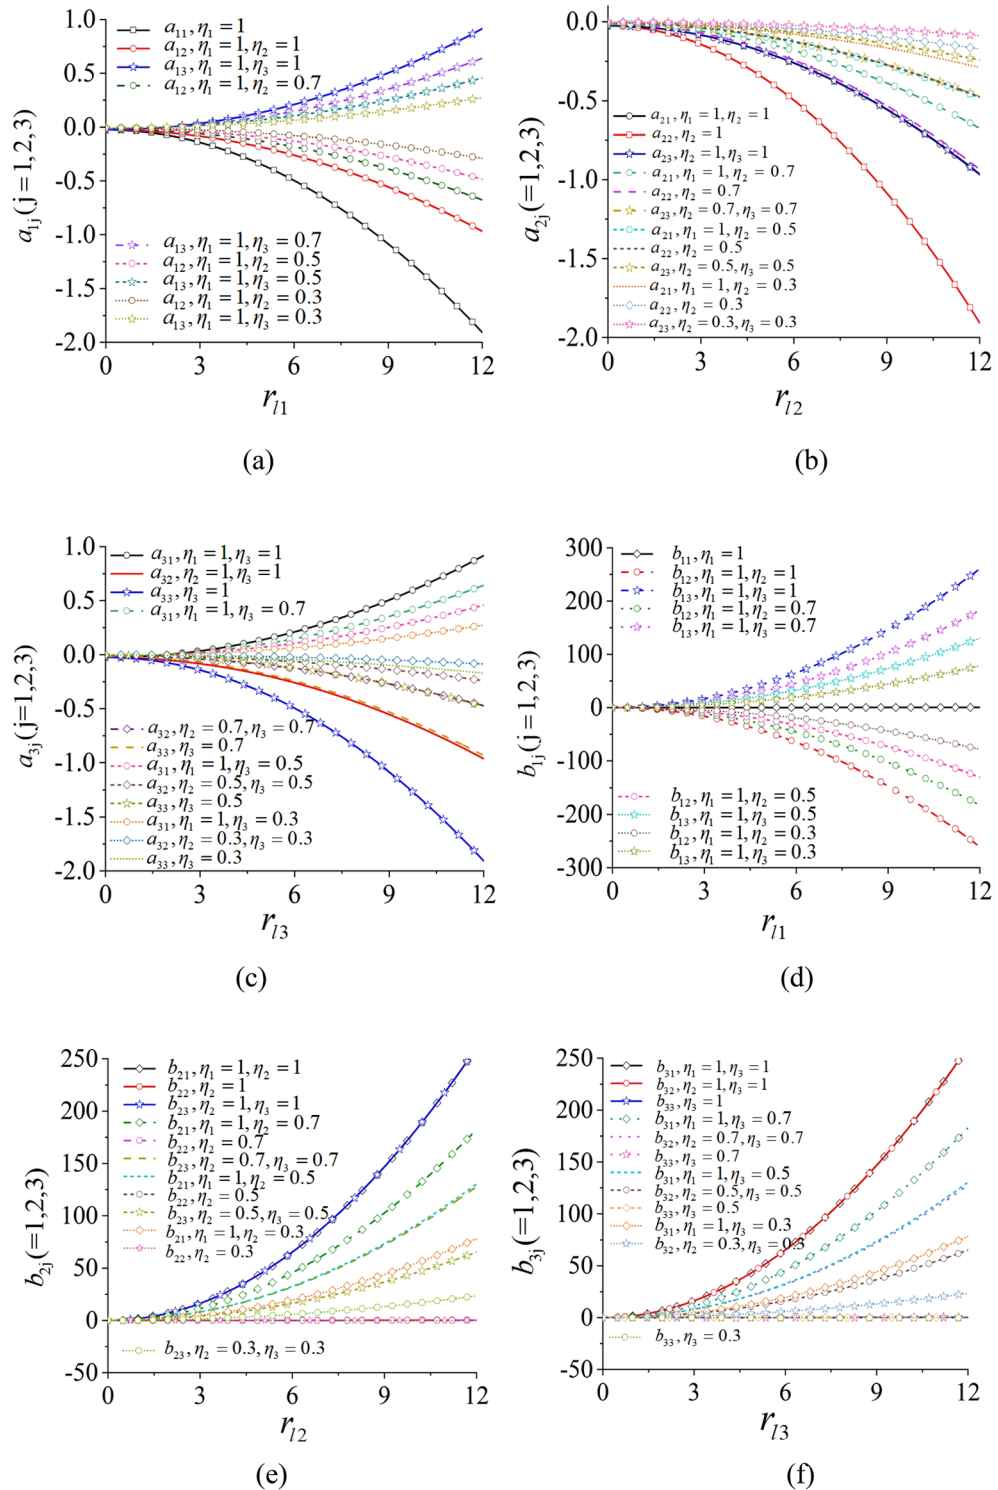 1.0
0.5
0.0
-0.5
-1.0
-1.5
-2.0
a₁ⱼ(j = 1,2,3)
a₁₁, η₁ = 1
a₁₂, η₁ = 1, η₂ = 1
a₁₃, η₁ = 1, η₃ = 1
a₁₂, η₁ = 1, η₂ = 0.7
a₁₃, η₁ = 1, η₃ = 0.7
a₁₂, η₁ = 1, η₂ = 0.5
a₁₃, η₁ = 1, η₃ = 0.5
a₁₂, η₁ = 1, η₂ = 0.3
a₁₃, η₁ = 1, η₃ = 0.3
0 3 6 9 12
r_l1
(a)
0.0
-0.5
-1.0
-1.5
-2.0
a₂ⱼ(=1,2,3)
a₂₁, η₁ = 1, η₂ = 1
a₂₂, η₂ = 1
a₂₃, η₂ = 1, η₃ = 1
a₂₁, η₁ = 1, η₂ = 0.7
a₂₂, η₂ = 0.7
a₂₃, η₂ = 0.7, η₃ = 0.7
a₂₁, η₁ = 1, η₂ = 0.5
a₂₂, η₂ = 0.5
a₂₃, η₂ = 0.5, η₃ = 0.5
a₂₁, η₁ = 1, η₂ = 0.3
a₂₂, η₂ = 0.3
a₂₃, η₂ = 0.3, η₃ = 0.3
0 3 6 9 12
r_l2
(b)
1.0
0.5
0.0
-0.5
-1.0
-1.5
-2.0
a₃ⱼ(j=1,2,3)
a₃₁, η₁ = 1, η₃ = 1
a₃₂, η₂ = 1, η₃ = 1
a₃₃, η₃ = 1
a₃₁, η₁ = 1, η₃ = 0.7
a₃₂, η₂ = 0.7, η₃ = 0.7
a₃₃, η₃ = 0.7
a₃₁, η₁ = 1, η₃ = 0.5
a₃₂, η₂ = 0.5, η₃ = 0.5
a₃₃, η₃ = 0.5
a₃₁, η₁ = 1, η₃ = 0.3
a₃₂, η₂ = 0.3, η₃ = 0.3
a₃₃, η₃ = 0.3
0 3 6 9 12
r_l3
(c)
300
200
100
0
-100
-200
-300
b₁ⱼ(j = 1,2,3)
b₁₁, η₁ = 1
b₁₂, η₁ = 1, η₂ = 1
b₁₃, η₁ = 1, η₃ = 1
b₁₂, η₁ = 1, η₂ = 0.7
b₁₃, η₁ = 1, η₃ = 0.7
b₁₂, η₁ = 1, η₂ = 0.5
b₁₃, η₁ = 1, η₃ = 0.5
b₁₂, η₁ = 1, η₂ = 0.3
b₁₃, η₁ = 1, η₃ = 0.3
0 3 6 9 12
r_l1
(d)
250
200
150
100
50
0
-50
b₂ⱼ(=1,2,3)
b₂₁, η₁ = 1, η₂ = 1
b₂₂, η₂ = 1
b₂₃, η₂ = 1, η₃ = 1
b₂₁, η₁ = 1, η₂ = 0.7
b₂₂, η₂ = 0.7
b₂₃, η₂ = 0.7, η₃ = 0.7
b₂₁, η₁ = 1, η₂ = 0.5
b₂₂, η₂ = 0.5
b₂₃, η₂ = 0.5, η₃ = 0.5
b₂₁, η₁ = 1, η₂ = 0.3
b₂₂, η₂ = 0.3
b₂₃, η₂ = 0.3, η₃ = 0.3
0 3 6 9 12
r_l2
(e)
250
200
150
100
50
0
-50
b₃ⱼ(=1,2,3)
b₃₁, η₁ = 1, η₃ = 1
b₃₂, η₂ = 1, η₃ = 1
b₃₃, η₃ = 1
b₃₁, η₁ = 1, η₃ = 0.7
b₃₂, η₂ = 0.7, η₃ = 0.7
b₃₃, η₃ = 0.7
b₃₁, η₁ = 1, η₃ = 0.5
b₃₂, η₂ = 0.5, η₃ = 0.5
b₃₃, η₃ = 0.5
b₃₁, η₁ = 1, η₃ = 0.3
b₃₂, η₂ = 0.3, η₃ = 0.3
b₃₃, η₃ = 0.3
0 3 6 9 12
r_l3
(f)